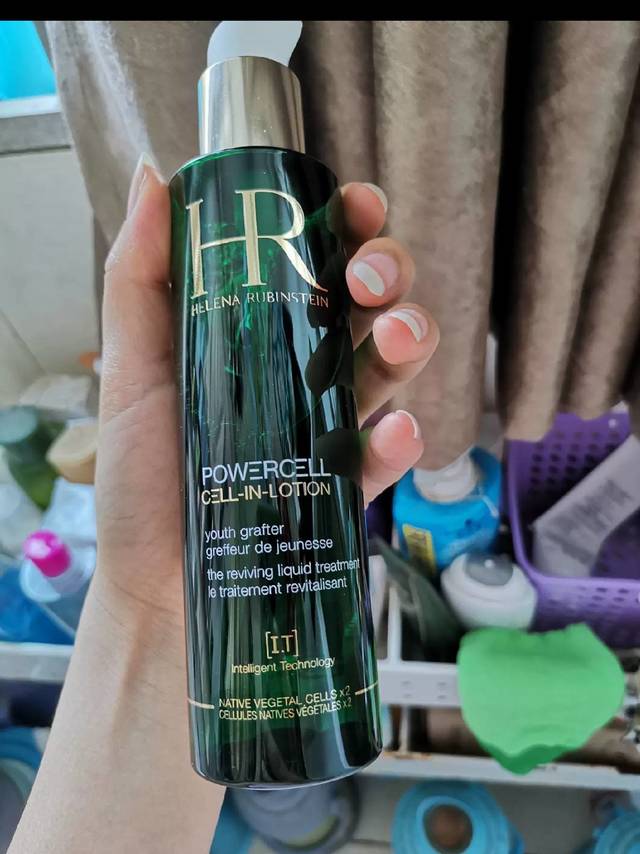 HR
HELENA RUBINSTEIN
POWERCELL
CELL-IN-LOTION
youth grafter
greffeur de jeunesse
the reviving liquid treatment
le traitement revitalisant
[I.T]
Intelligent Technology
NATIVE VEGETAL CELLS x2
CELLULES NATIVES VÉGÉTALES x2